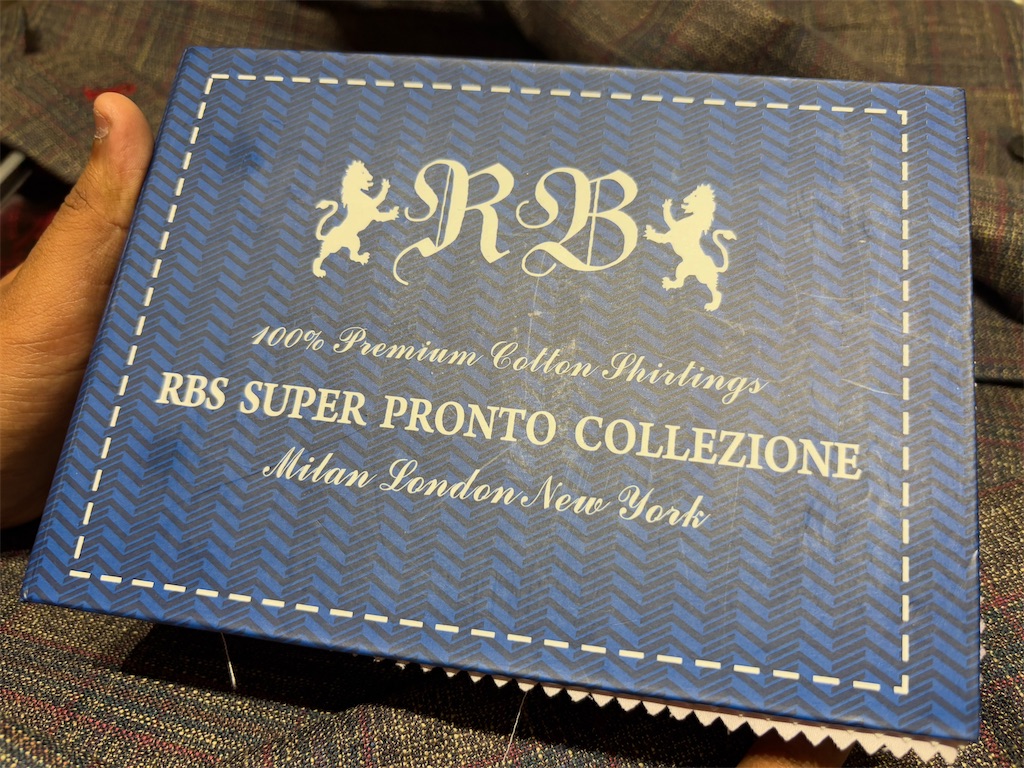 RB
100% Premium Cotton Shirtings
RBS SUPER PRONTO COLLEZIONE
Milan London New York